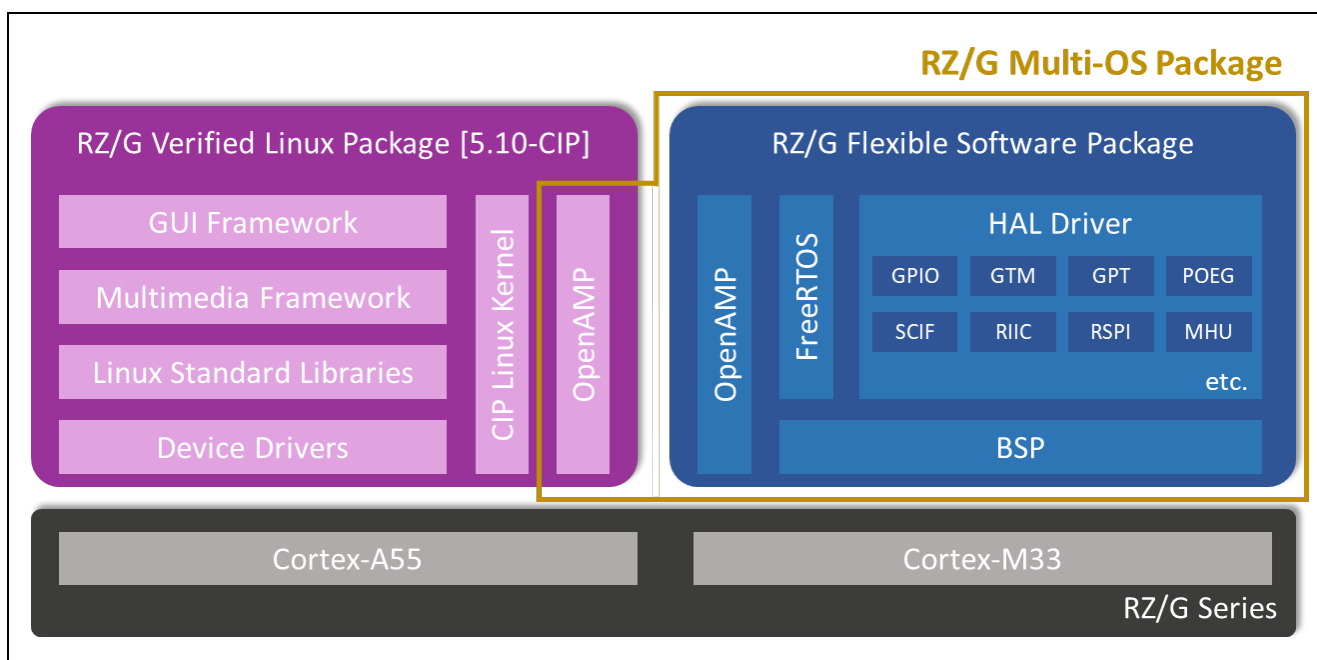 RZ/G Multi-OS Package
RZ/G Verified Linux Package [5.10-CIP]
GUI Framework
Multimedia Framework
Linux Standard Libraries
Device Drivers
CIP Linux Kernel
OpenAMP
RZ/G Flexible Software Package
OpenAMP
FreeRTOS
HAL Driver
GPIO GTM GPT POEG
SCIF RIIC RSPI MHU
etc.
BSP
Cortex-A55
Cortex-M33
RZ/G Series